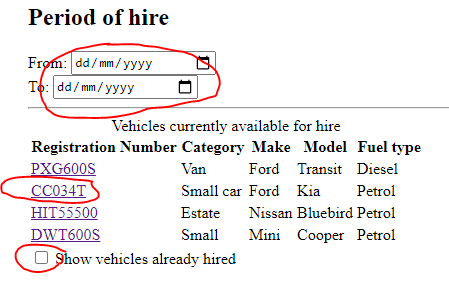 Period of hire
From: dd/mm/yyyy
To: dd/mm/yyyy
Vehicles currently available for hire
Registration Number Category Make Model Fuel type
PXG600S Van Ford Transit Diesel
CC034T Small car Ford Kia Petrol
HIT55500 Estate Nissan Bluebird Petrol
DWT600S Small Mini Cooper Petrol
Show vehicles already hired